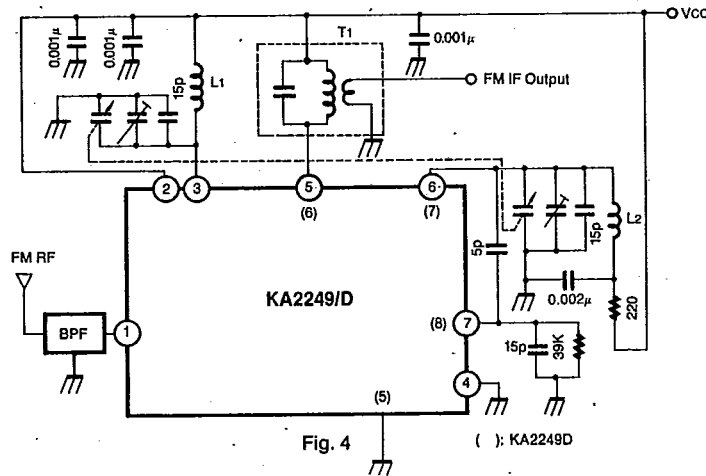 Vcc
T1
0.001μ
0.001μ
0.001μ
15p
L1
FM IF Output
2
3
5
6
(6)
(7)
15p
L2
5p
FM RF
KA2249/D
0.002μ
220
BPF
1
(8)
7
15p
39K
4
(5)
Fig. 4
( ): KA2249D